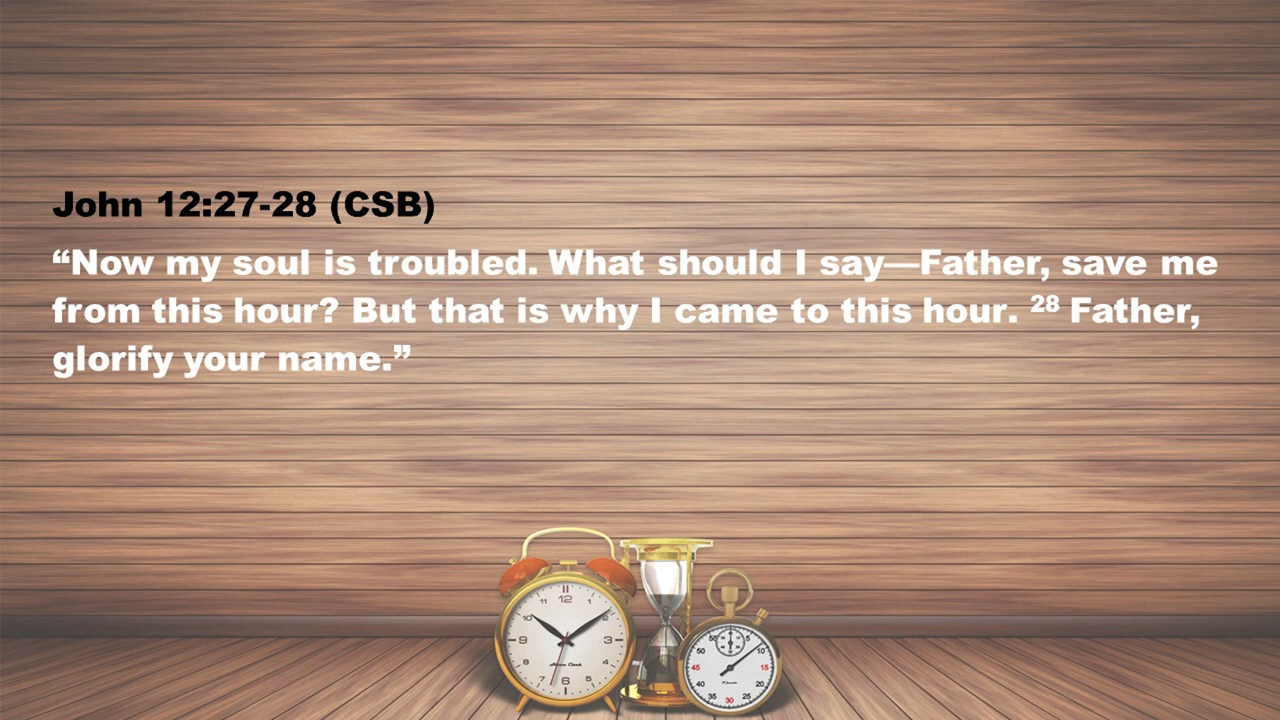 John 12:27-28 (CSB)
“Now my soul is troubled. What should I say—Father, save me
from this hour? But that is why I came to this hour. ²⁸ Father,
glorify your name.”